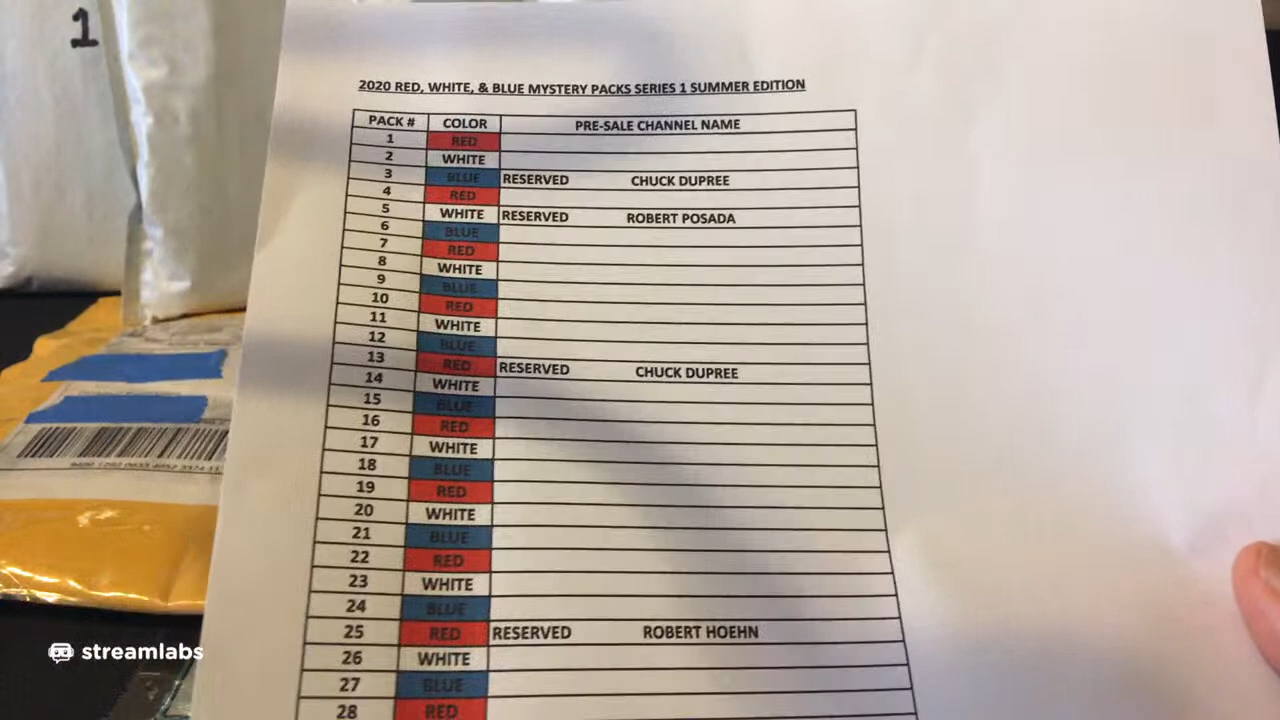 1
2020 RED, WHITE, & BLUE MYSTERY PACKS SERIES 1 SUMMER EDITION
PACK # COLOR PRE-SALE CHANNEL NAME
1 RED
2 WHITE
3 BLUE RESERVED CHUCK DUPREE
4 RED
5 WHITE RESERVED ROBERT POSADA
6 BLUE
7 RED
8 WHITE
9 BLUE
10 RED
11 WHITE
12 BLUE
13 RED RESERVED CHUCK DUPREE
14 WHITE
15 BLUE
16 RED
17 WHITE
18 BLUE
19 RED
20 WHITE
21 BLUE
22 RED
23 WHITE
24 BLUE
25 RED RESERVED ROBERT HOEHN
26 WHITE
27 BLUE
28 RED
streamlabs